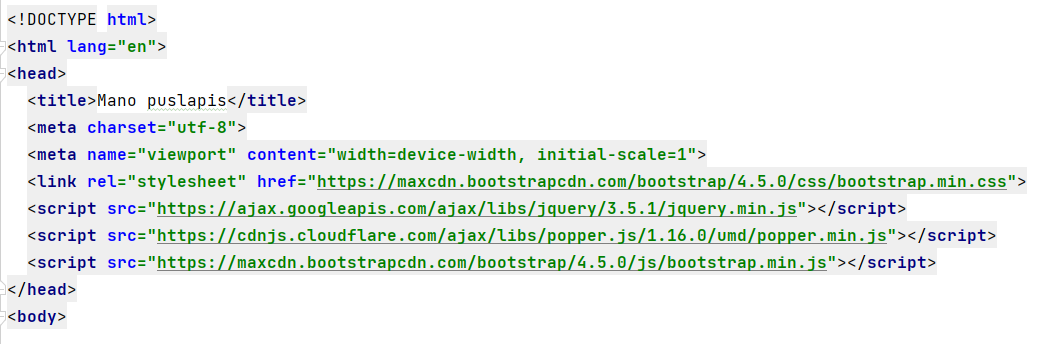 <!DOCTYPE html>
<html lang="en">
<head>
<title>Mano puslapis</title>
<meta charset="utf-8">
<meta name="viewport" content="width=device-width, initial-scale=1">
<link rel="stylesheet" href="https://maxcdn.bootstrapcdn.com/bootstrap/4.5.0/css/bootstrap.min.css">
<script src="https://ajax.googleapis.com/ajax/libs/jquery/3.5.1/jquery.min.js"></script>
<script src="https://cdnjs.cloudflare.com/ajax/libs/popper.js/1.16.0/umd/popper.min.js"></script>
<script src="https://maxcdn.bootstrapcdn.com/bootstrap/4.5.0/js/bootstrap.min.js"></script>
</head>
<body>